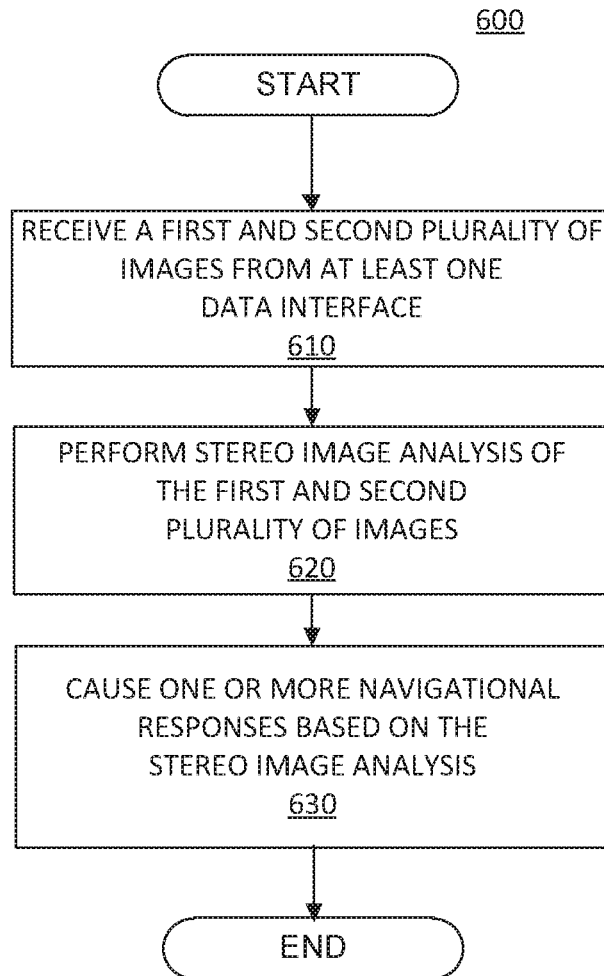 600
START
RECEIVE A FIRST AND SECOND PLURALITY OF
IMAGES FROM AT LEAST ONE
DATA INTERFACE
610
PERFORM STEREO IMAGE ANALYSIS OF
THE FIRST AND SECOND
PLURALITY OF IMAGES
620
CAUSE ONE OR MORE NAVIGATIONAL
RESPONSES BASED ON THE
STEREO IMAGE ANALYSIS
630
END